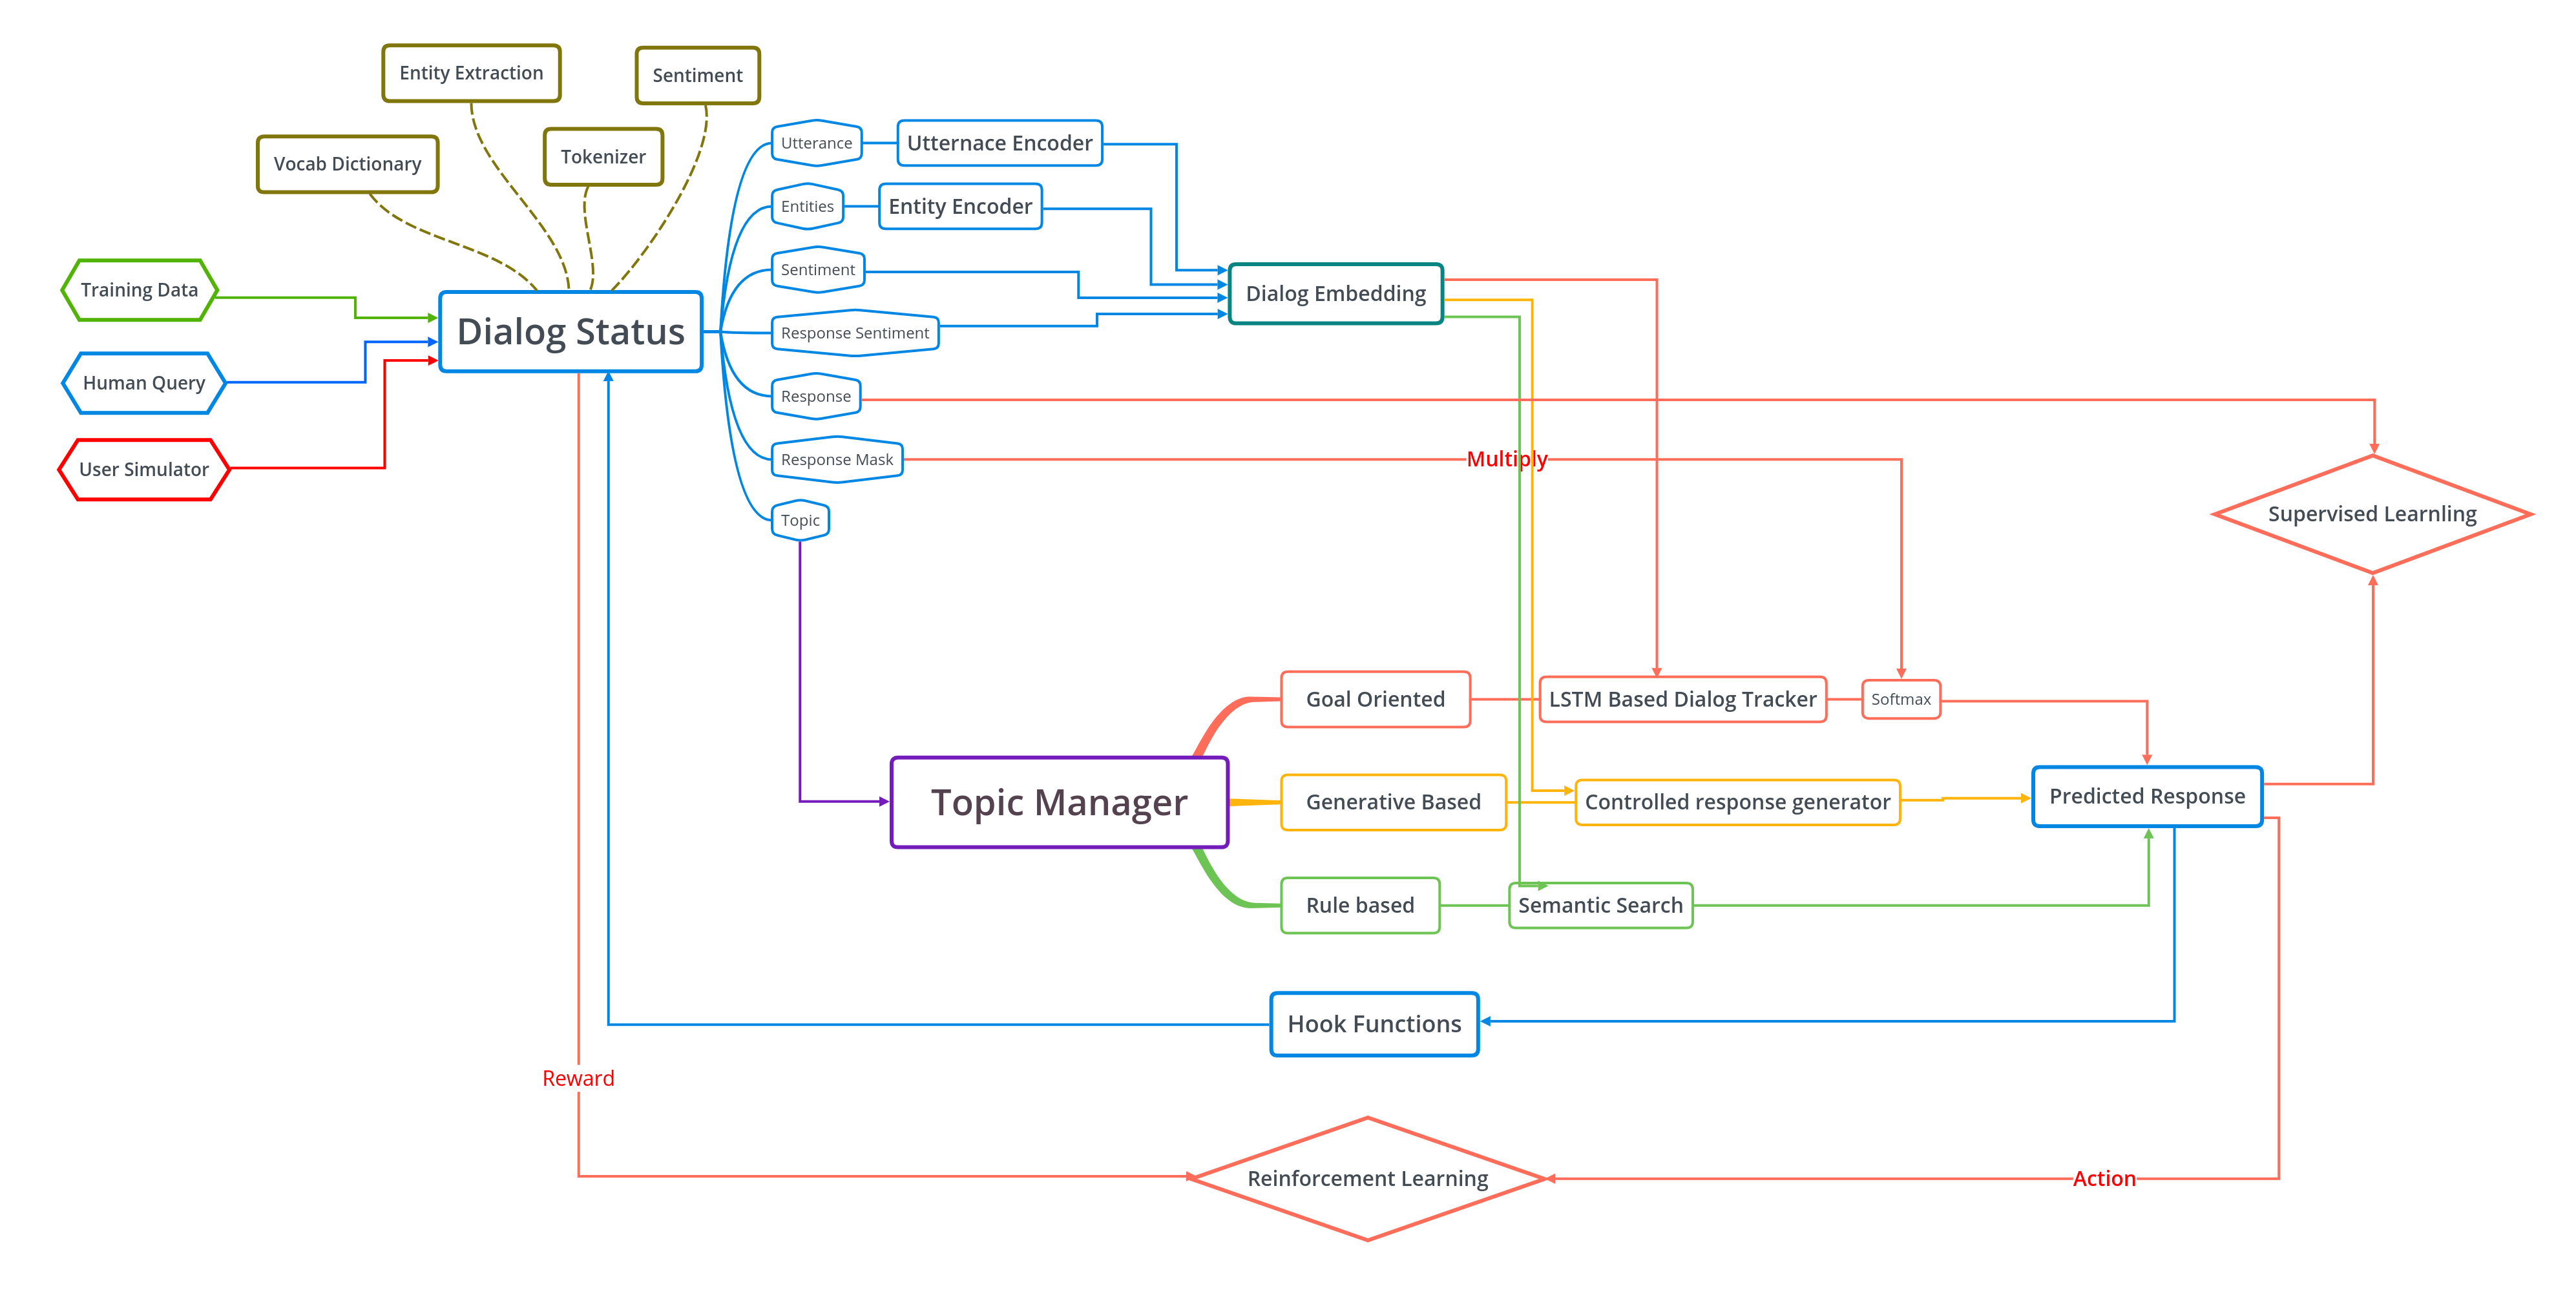 Entity Extraction
Sentiment
Vocab Dictionary
Tokenizer
Utterance
Utternace Encoder
Entities
Entity Encoder
Training Data
Sentiment
Dialog Embedding
Dialog Status
Response Sentiment
Human Query
Response
User Simulator
Response Mask
Multiply
Topic
Supervised Learnling
Goal Oriented
LSTM Based Dialog Tracker
Softmax
Topic Manager
Generative Based
Controlled response generator
Predicted Response
Rule based
Semantic Search
Hook Functions
Reward
Reinforcement Learning
Action